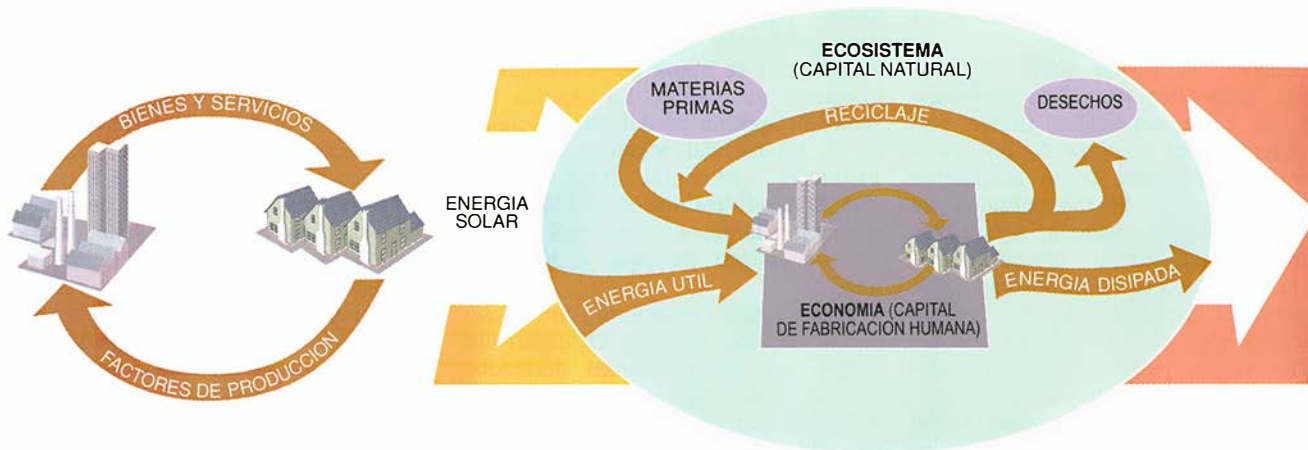 BIENES Y SERVICIOS
FACTORES DE PRODUCCION
ENERGIA
SOLAR
ECOSISTEMA
(CAPITAL NATURAL)
MATERIAS
PRIMAS
RECICLAJE
DESECHOS
ENERGIA UTIL
ENERGIA DISIPADA
ECONOMIA (CAPITAL
DE FABRICACIÓN HUMANA)